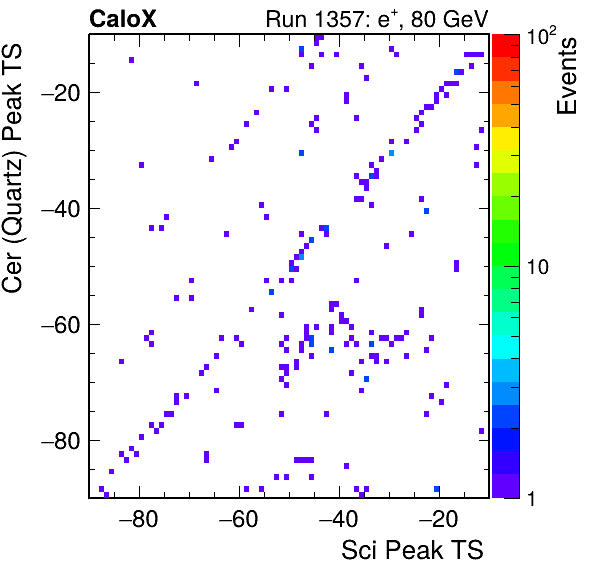 CaloX Run 1357: e⁺, 80 GeV
Cer (Quartz) Peak TS
−20
−40
−60
−80
−80 −60 −40 −20
Sci Peak TS
10²
10
1
Events